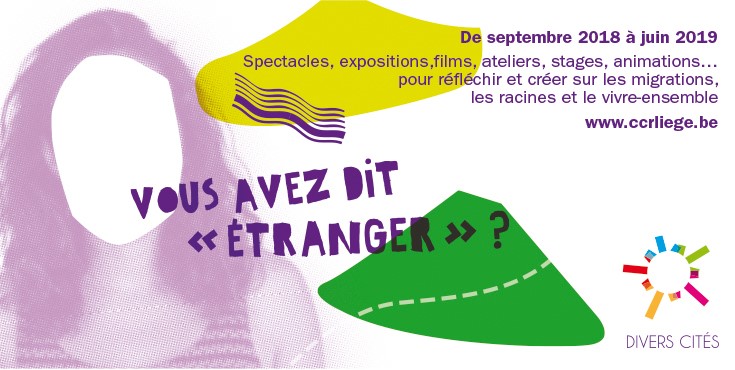 De septembre 2018 à juin 2019
Spectacles, expositions,films, ateliers, stages, animations...
pour réfléchir et créer sur les migrations,
les racines et le vivre-ensemble
www.ccrliege.be
VOUS AVEZ DiT
« ÉTRANGER » ?
DIVERS CITÉS